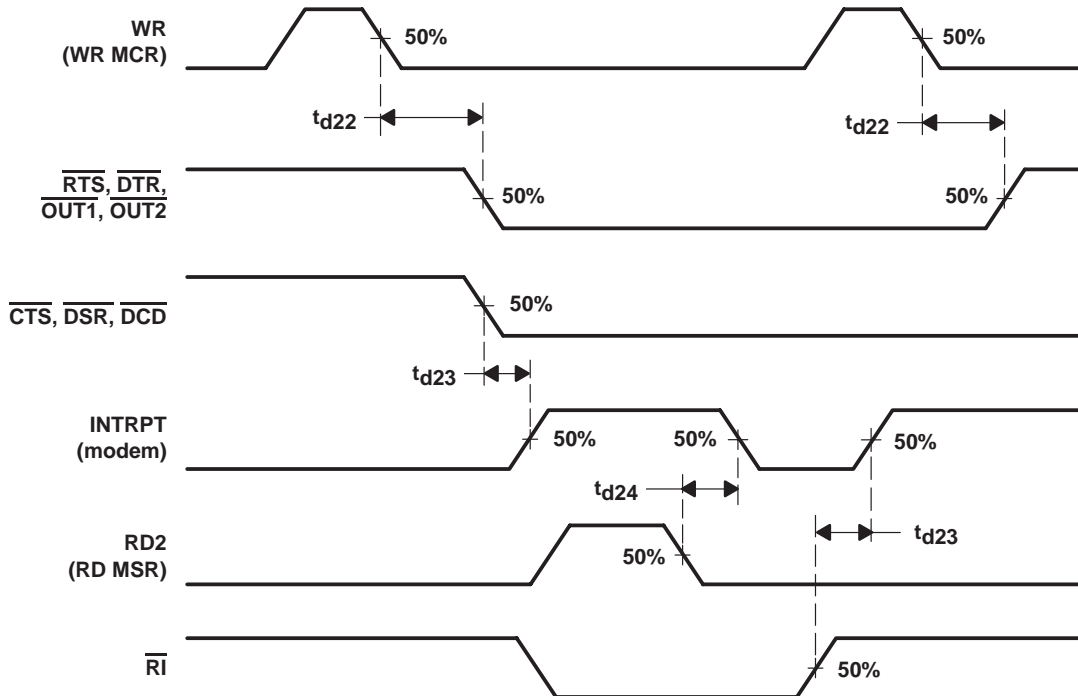 WR
(WR MCR)
50%
50%
td22
td22
RTS, DTR,
OUT1, OUT2
50%
50%
CTS, DSR, DCD
50%
td23
INTRPT
(modem)
50%
50%
50%
td24
td23
RD2
(RD MSR)
50%
RI
50%